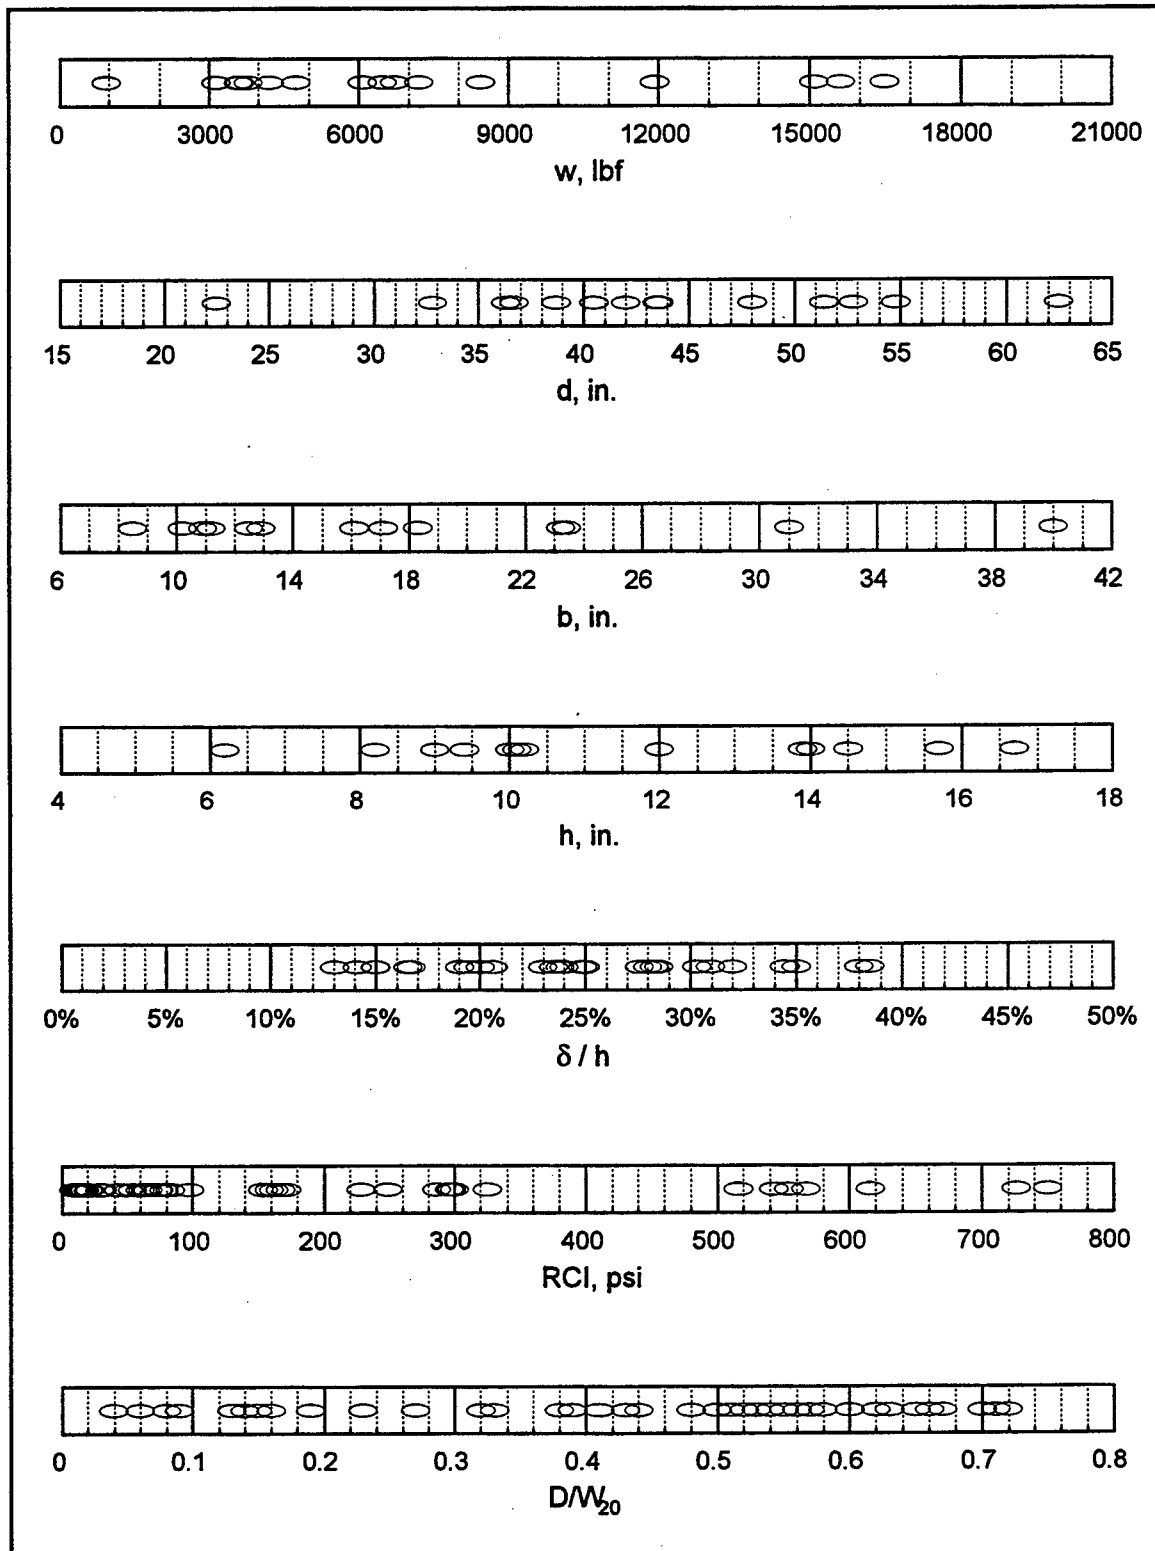 0 3000 6000 9000 12000 15000 18000 21000
w, lbf
15 20 25 30 35 40 45 50 55 60 65
d, in.
6 10 14 18 22 26 30 34 38 42
b, in.
4 6 8 10 12 14 16 18
h, in.
0% 5% 10% 15% 20% 25% 30% 35% 40% 45% 50%
δ / h
0 100 200 300 400 500 600 700 800
RCI, psi
0 0.1 0.2 0.3 0.4 0.5 0.6 0.7 0.8
D/W20